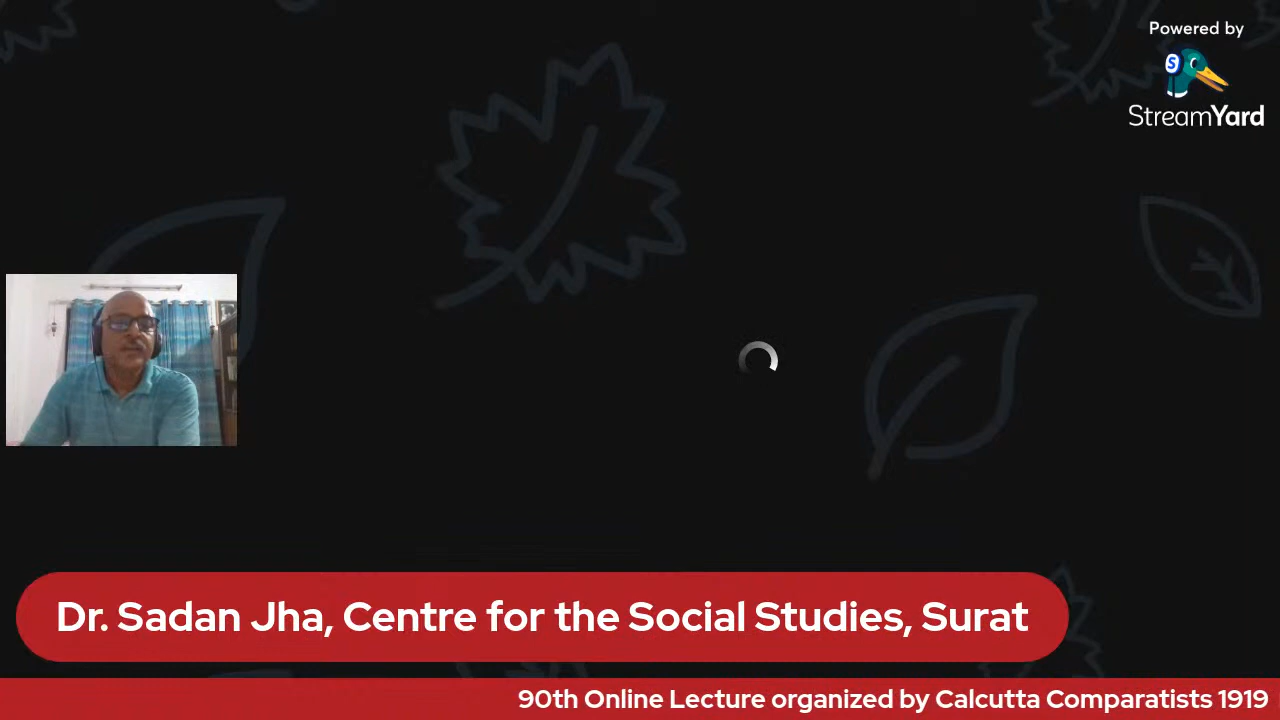 Powered by
S
StreamYard
Dr. Sadan Jha, Centre for the Social Studies, Surat
90th Online Lecture organized by Calcutta Comparatists 1919